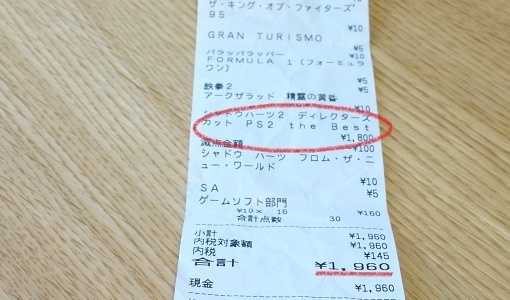 ザ・キング・オブ・ファイターズ'
95
¥10
GRAN TURISMO
¥5
パラッパラッパー
¥10
FORMULA 1(フォーミュラ
ワン)
¥5
鉄拳2
¥5
アークザラッド 精霊の黄昏
¥10
シャドウハーツ2 ディレクターズ
カット PS2 the Best
¥1,800
減点金額 ¥100
シャドウ ハーツ フロム・ザ・ニ
ュー・ワールド
¥10
SA ¥5
ゲームソフト部門
¥10× 16 ¥160
合計点数 30
小計 ¥1,960
内税対象額 ¥1,960
内税 ¥145
合計 ¥1,960
現金 ¥1,960